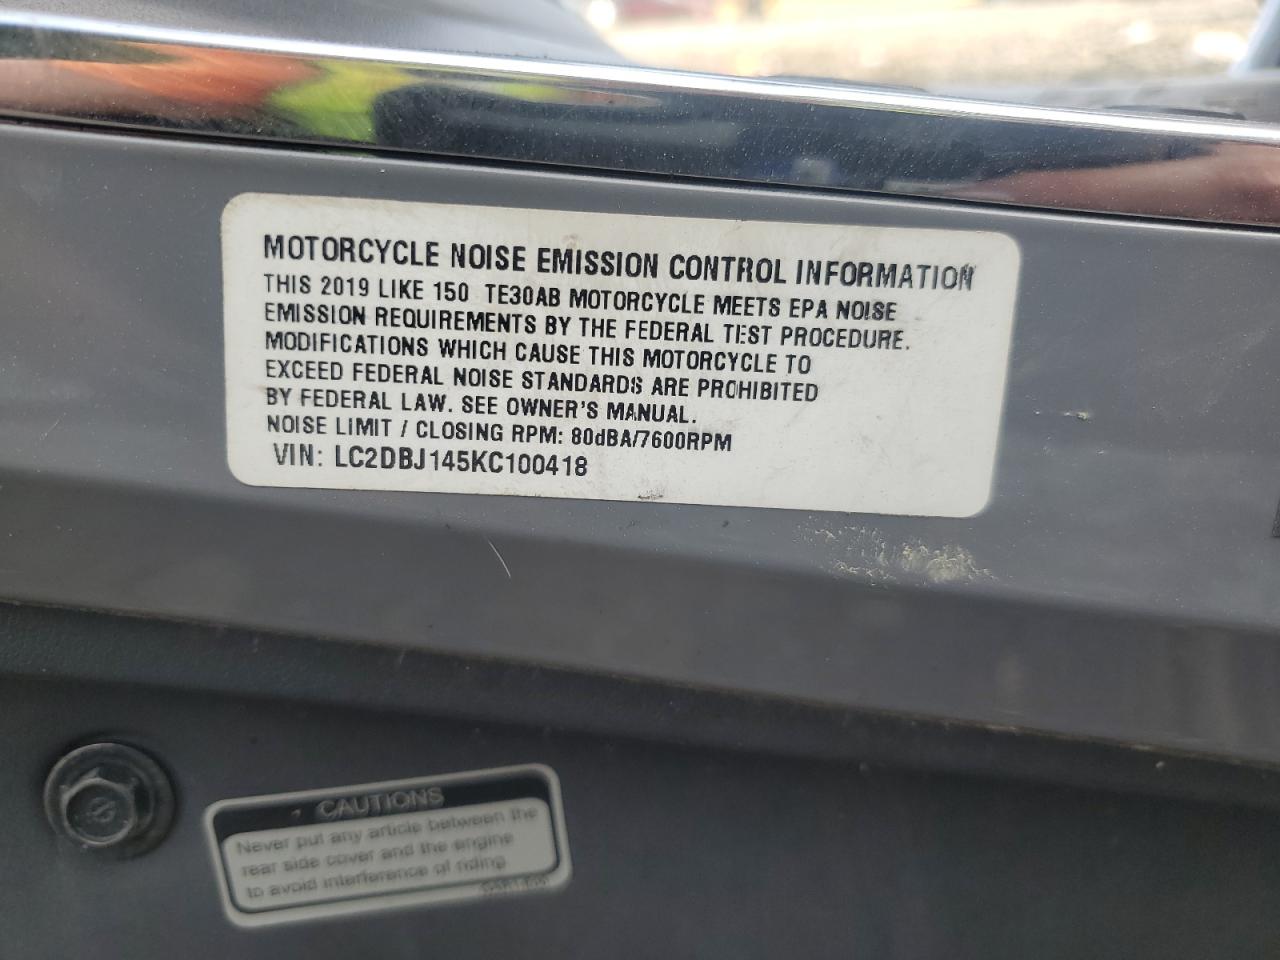 MOTORCYCLE NOISE EMISSION CONTROL INFORMATION
THIS 2019 LIKE 150 TE30AB MOTORCYCLE MEETS EPA NOISE
EMISSION REQUIREMENTS BY THE FEDERAL TEST PROCEDURE.
MODIFICATIONS WHICH CAUSE THIS MOTORCYCLE TO
EXCEED FEDERAL NOISE STANDARDS ARE PROHIBITED
BY FEDERAL LAW. SEE OWNER'S MANUAL.
NOISE LIMIT / CLOSING RPM: 80dBA/7600RPM
VIN: LC2DBJ145KC100418
CAUTIONS
Never put any article between the
rear side cover and the engine
to avoid interference of riding